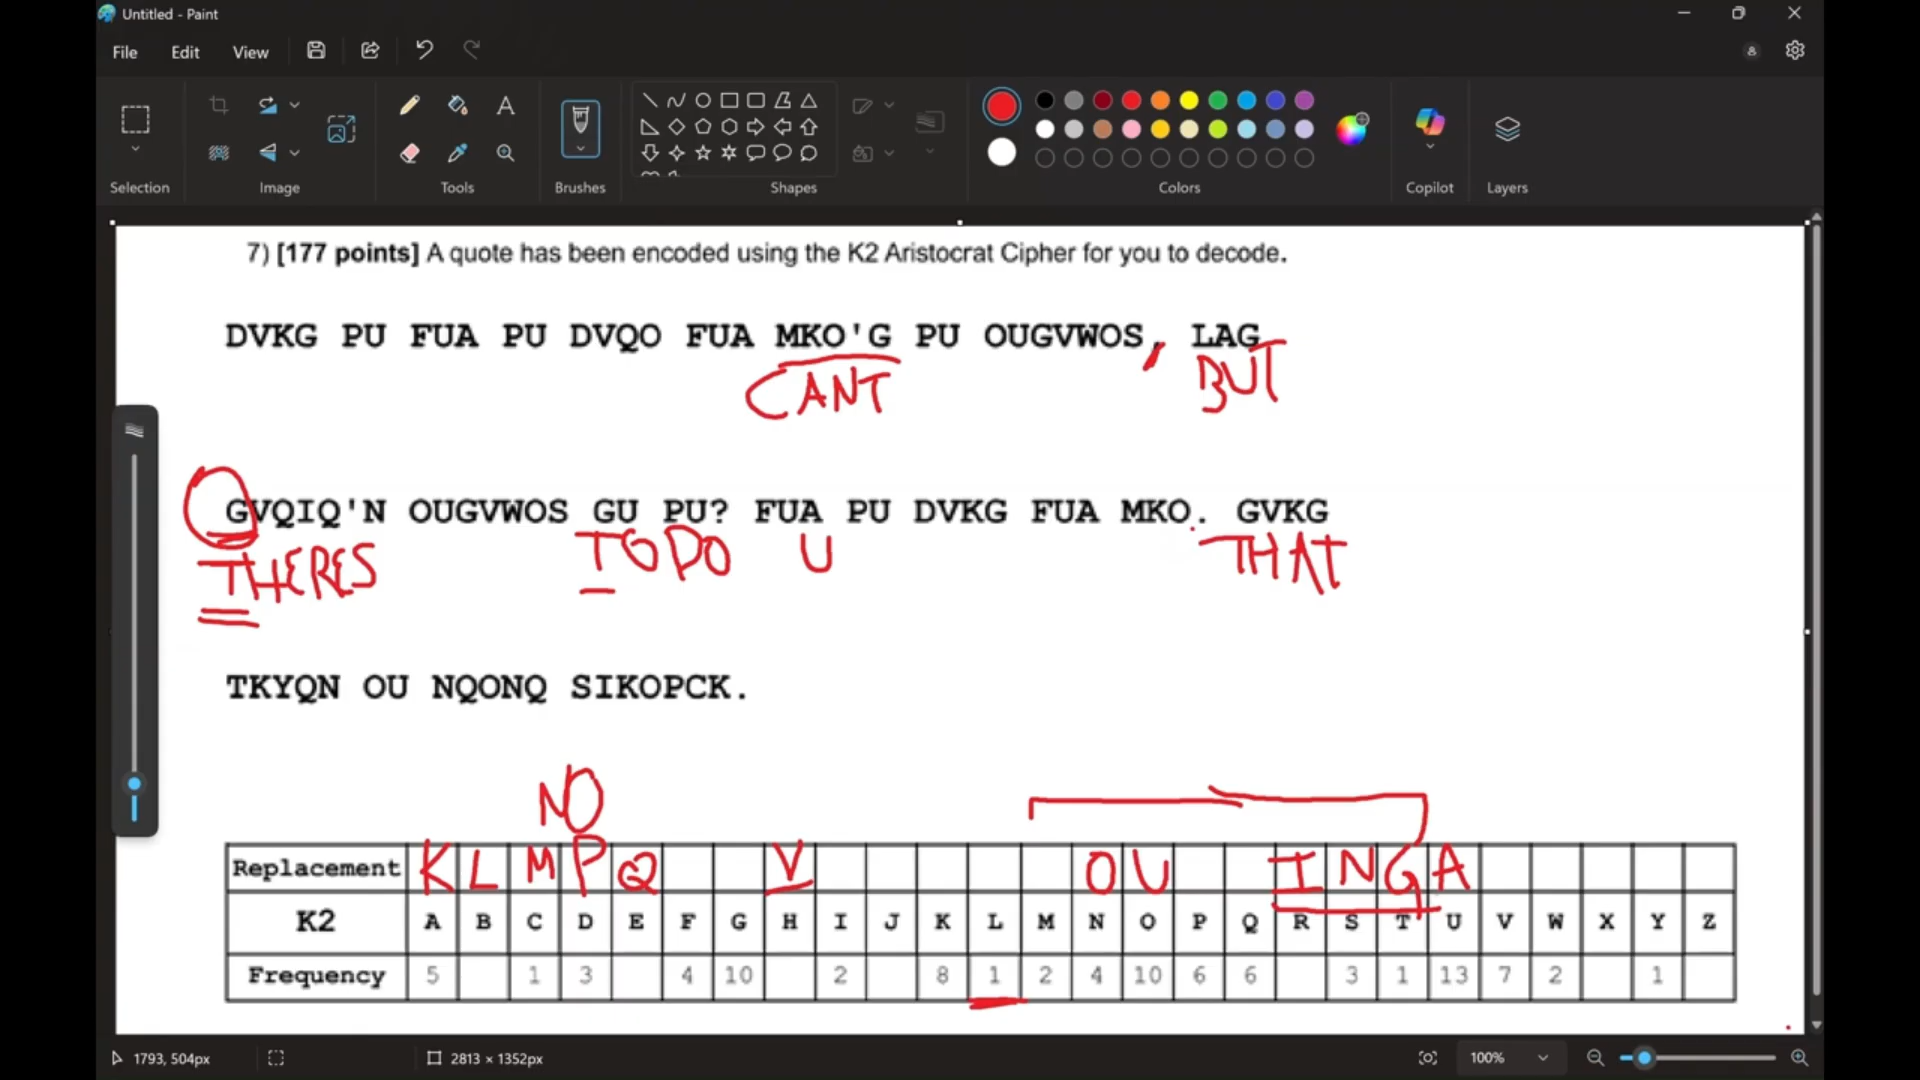 Untitled - Paint
File Edit View
Selection Image Tools Brushes Shapes Colors Copilot Layers
7) [177 points] A quote has been encoded using the K2 Aristocrat Cipher for you to decode.
DVKG PU FUA PU DVQO FUA MKO'G PU OUGVWOS, LAG
CANT BUT
GVQIQ'N OUGVWOS GU PU? FUA PU DVKG FUA MKO. GVKG
THERES TO DO U THAT
TKYQN OU NQONQ SIKOPCK.
NO
Replacement K L M P Q V O U I N G A
K2 A B C D E F G H I J K L M N O P Q R S T U V W X Y Z
Frequency 5 1 3 4 10 2 8 1 2 4 10 6 6 3 1 13 7 2 1
1793, 504px 2813 × 1352px 100%